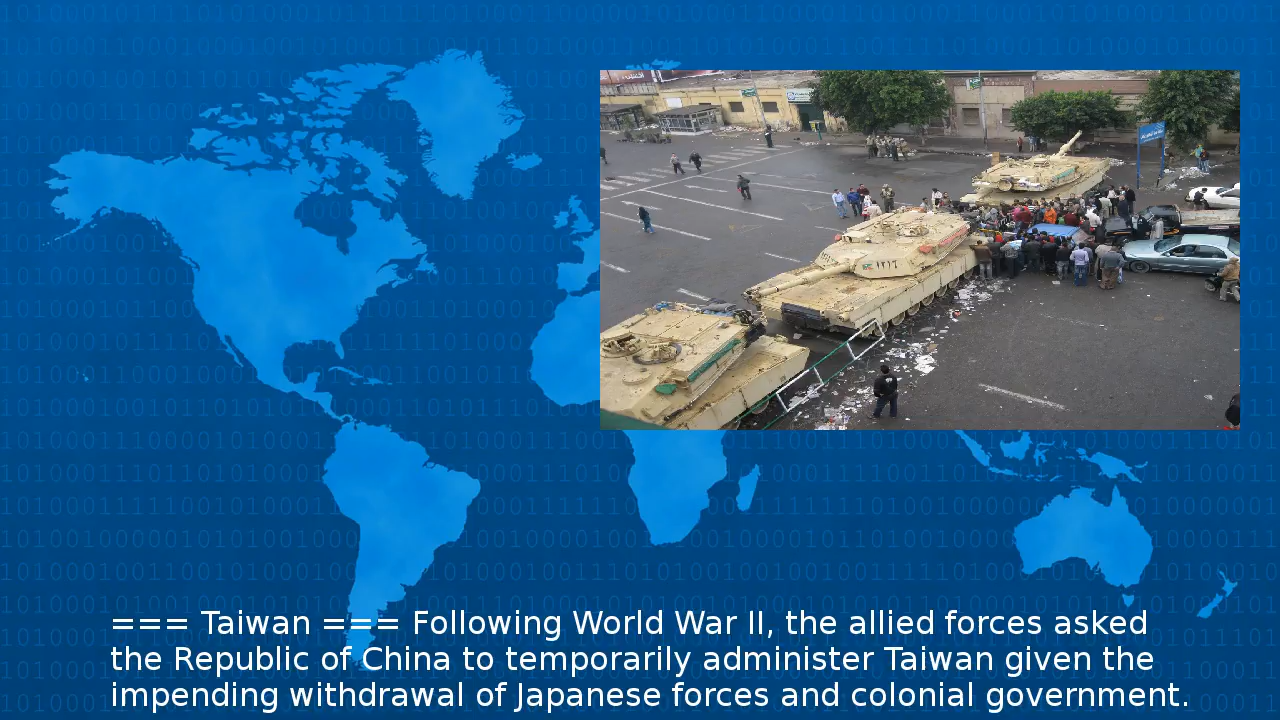 ١٣١٦
=== Taiwan === Following World War II, the allied forces asked
the Republic of China to temporarily administer Taiwan given the
impending withdrawal of Japanese forces and colonial government.